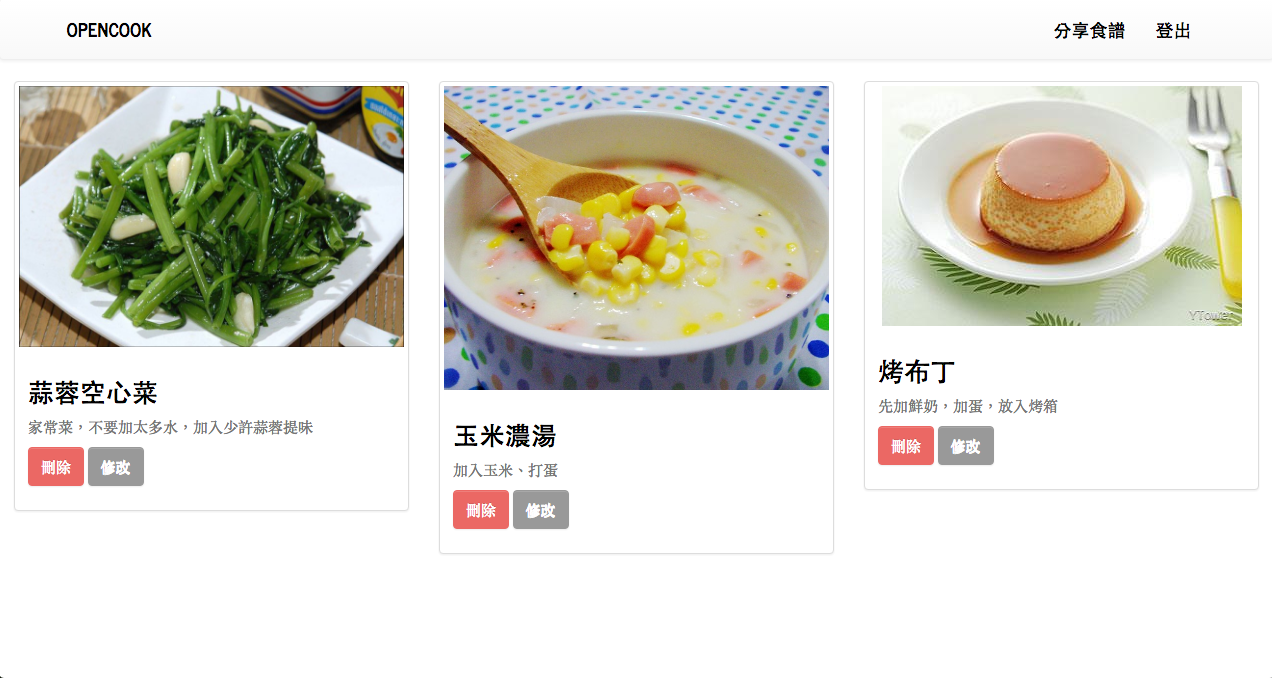 OPENCOOK
分享食譜 登出
蒜蓉空心菜
家常菜，不要加太多水，加入少許蒜蓉提味
刪除 修改
玉米濃湯
加入玉米、打蛋
刪除 修改
YTower
烤布丁
先加鮮奶，加蛋，放入烤箱
刪除 修改